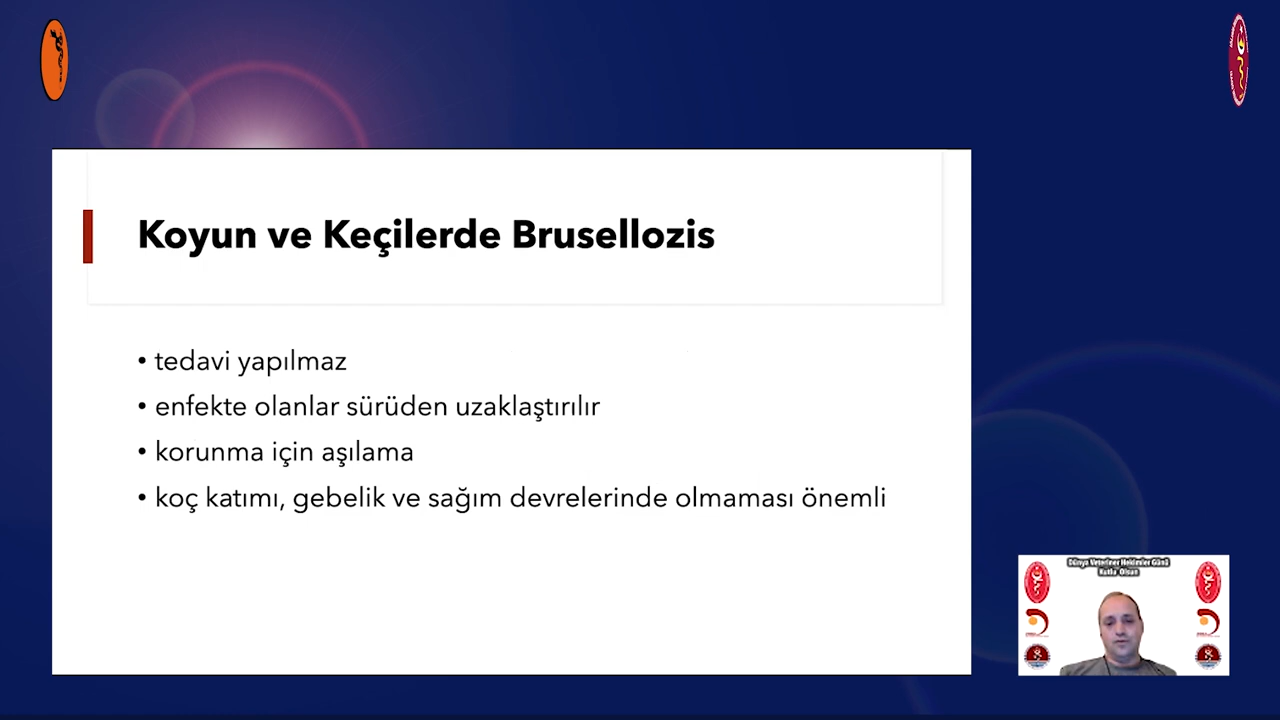 Koyun ve Keçilerde Brusellozis
• tedavi yapılmaz
• enfekte olanlar sürüden uzaklaştırılır
• korunma için aşılama
• koç katımı, gebelik ve sağım devrelerinde olmaması önemli
Dünya Veteriner Hekimler Günü
Kutlu Olsun